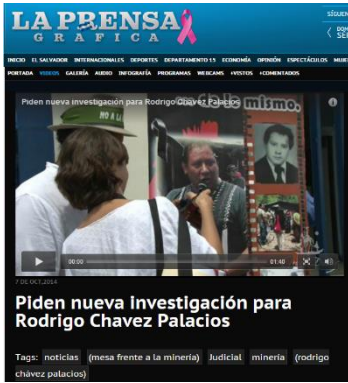 LA PRENSA
GRAFICA
SÍGUEN
INICIO EL SALVADOR INTERNACIONALES DEPORTES DEPARTAMENTO 15 ECONOMÍA OPINIÓN ESPECTÁCULOS MUJE
PORTADA VIDEOS GALERÍA AUDIO INFOGRAFÍA PROGRAMAS WEBCAMS +VISTOS +COMENTADOS
Piden nueva investigación para Rodrigo Chavez Palacios
mismo.
NO A L
00:00
01:40
7 DE OCT,2014
Piden nueva investigación para
Rodrigo Chavez Palacios
Tags: noticias (mesa frente a la minería) Judicial minería (rodrigo
chávez palacios)